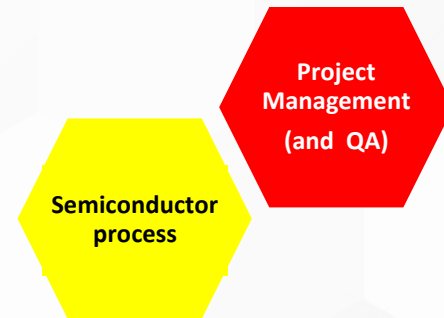 Project
Management
(and QA)
Semiconductor
process